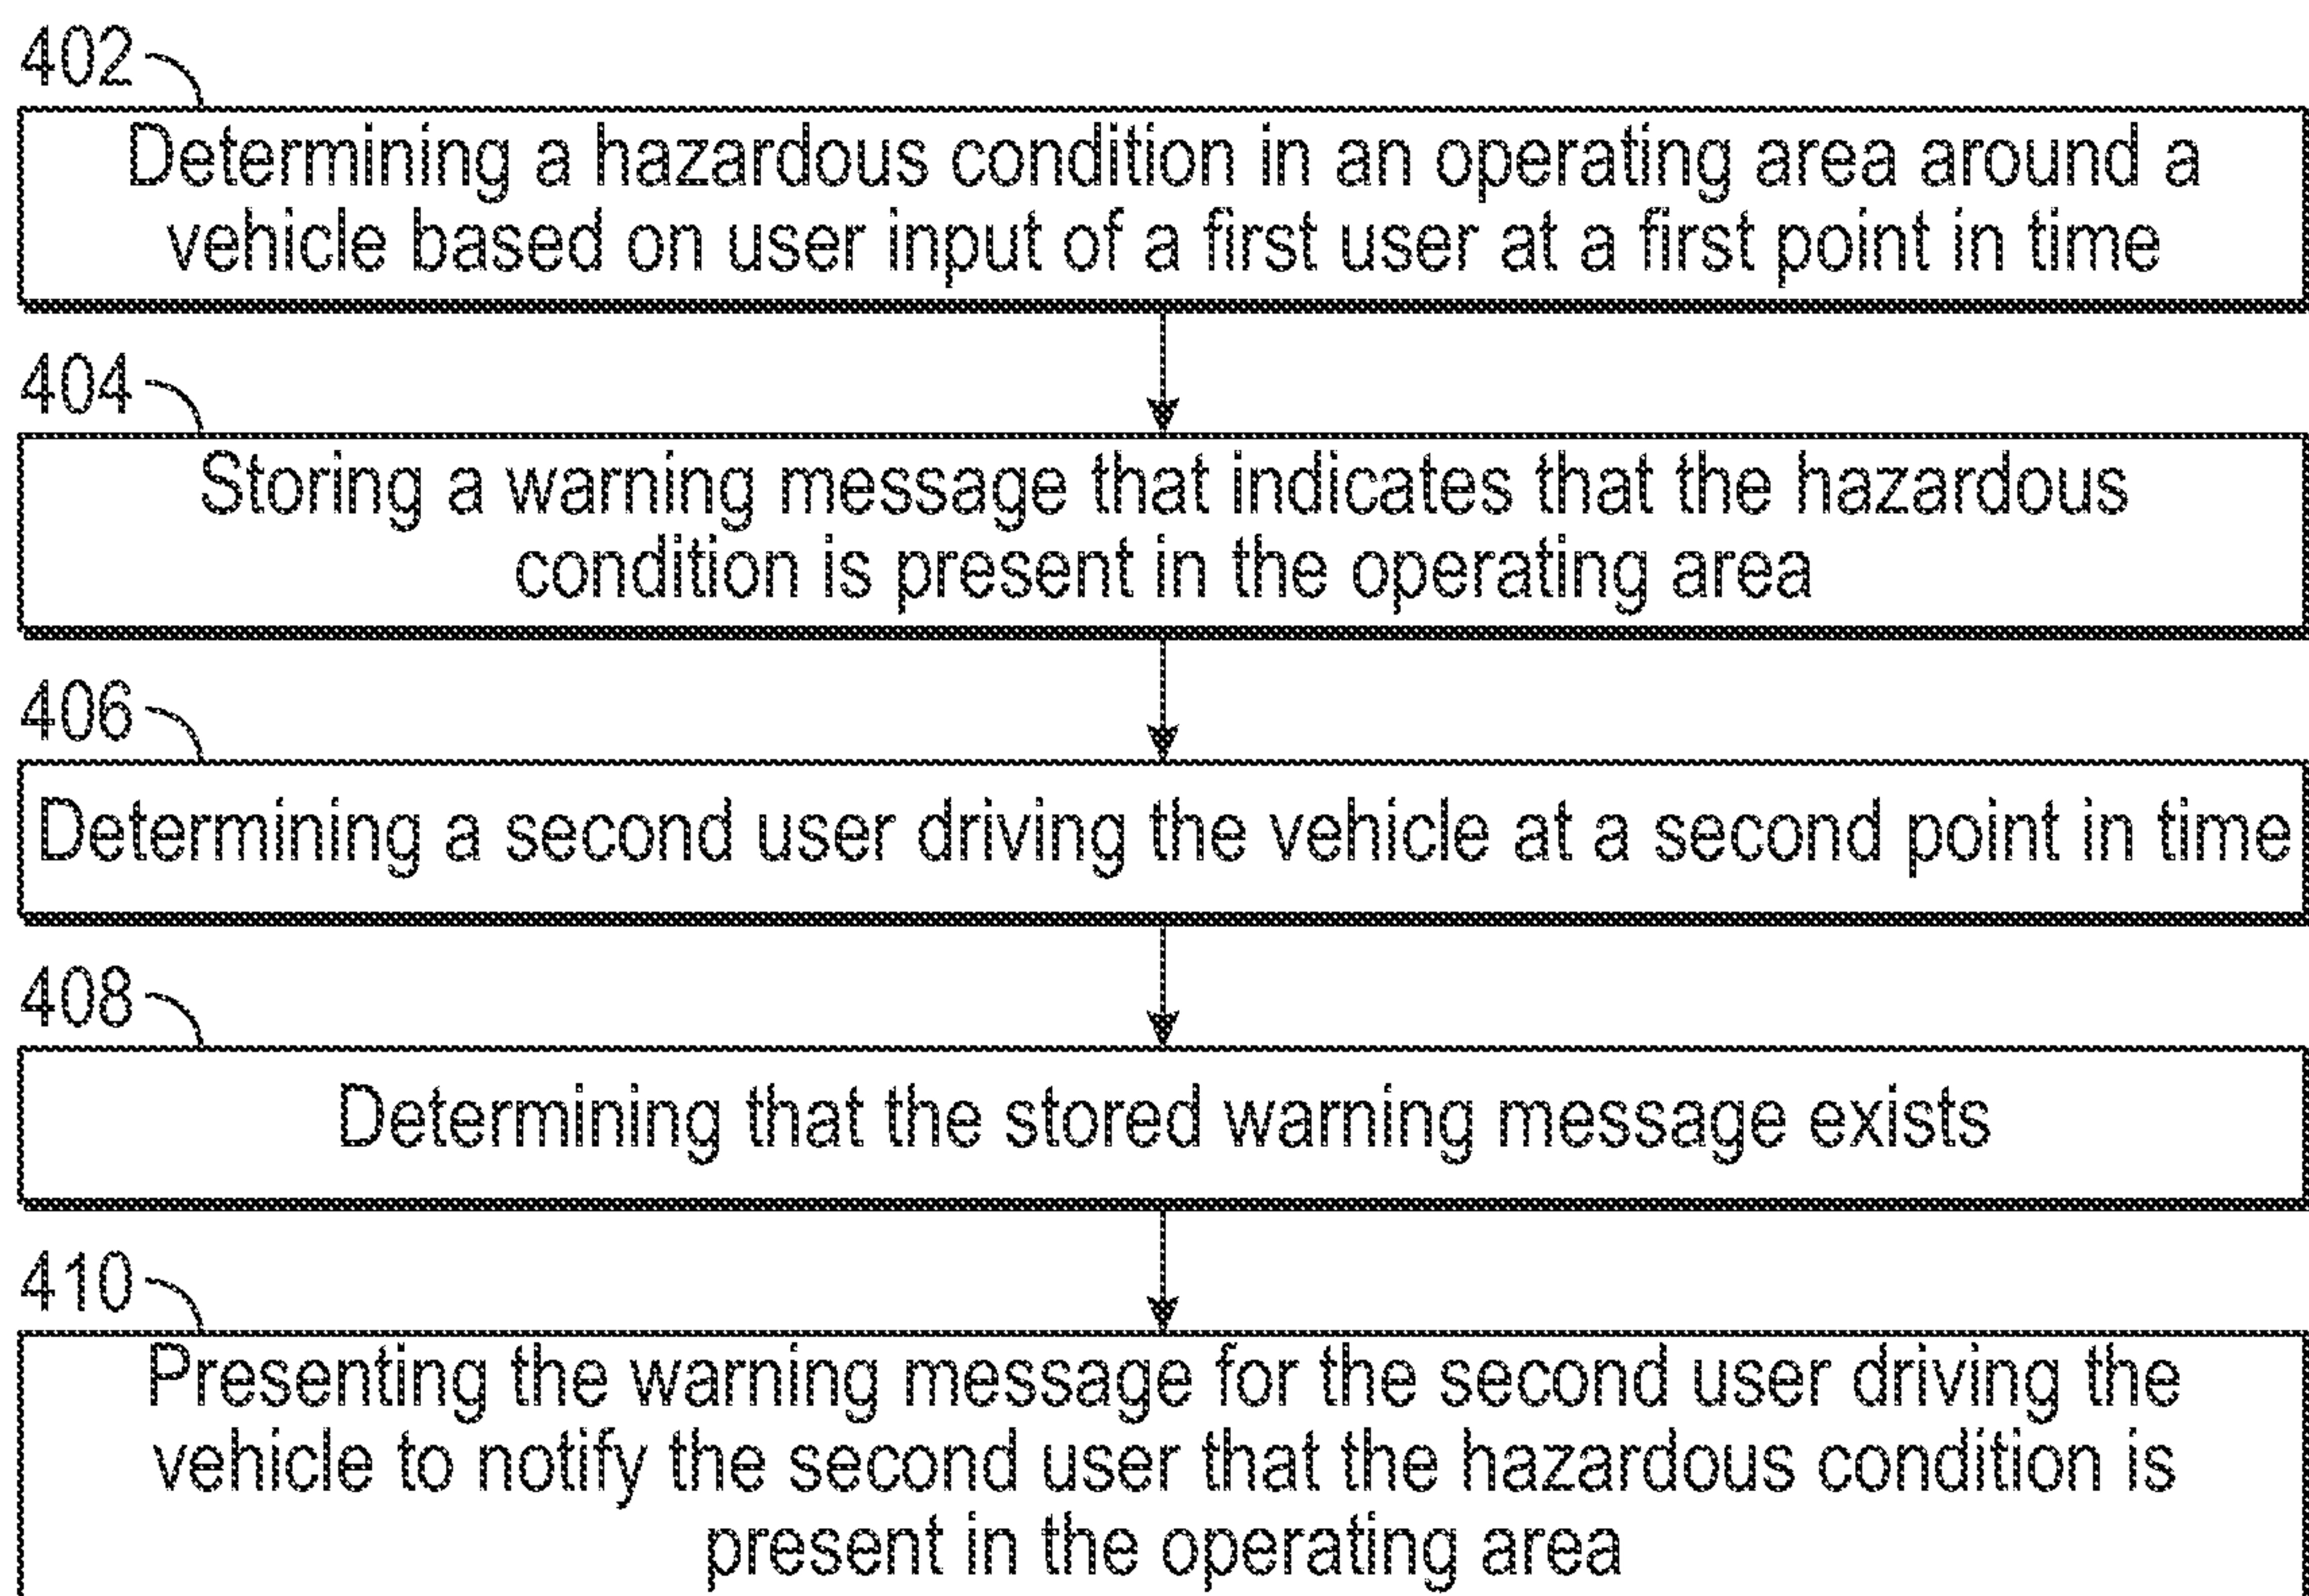 402
Determining a hazardous condition in an operating area around a
vehicle based on user input of a first user at a first point in time
404
Storing a warning message that indicates that the hazardous
condition is present in the operating area
406
Determining a second user driving the vehicle at a second point in time
408
Determining that the stored warning message exists
410
Presenting the warning message for the second user driving the
vehicle to notify the second user that the hazardous condition is
present in the operating area